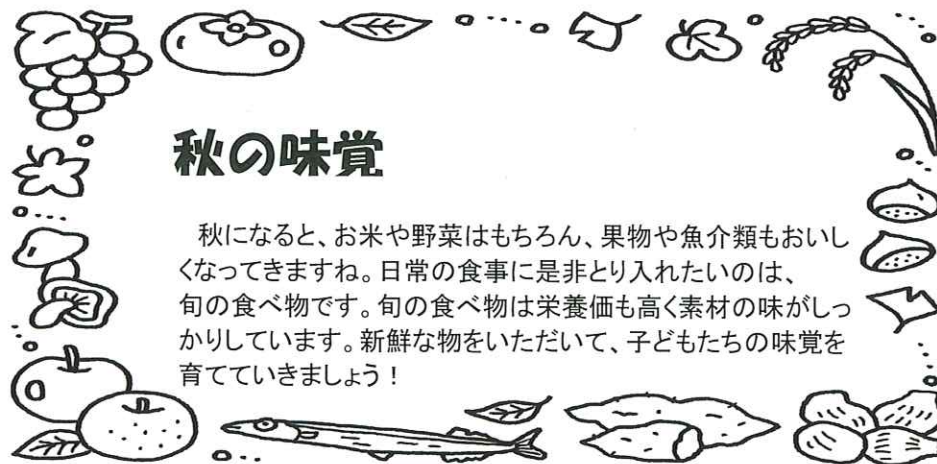 秋の味覚
秋になると、お米や野菜はもちろん、果物や魚介類もおいし
くなってきますね。日常の食事に是非とり入れたいのは、
旬の食べ物です。旬の食べ物は栄養価も高く素材の味がしっ
かりしています。新鮮な物をいただいて、子どもたちの味覚を
育てていきましょう！